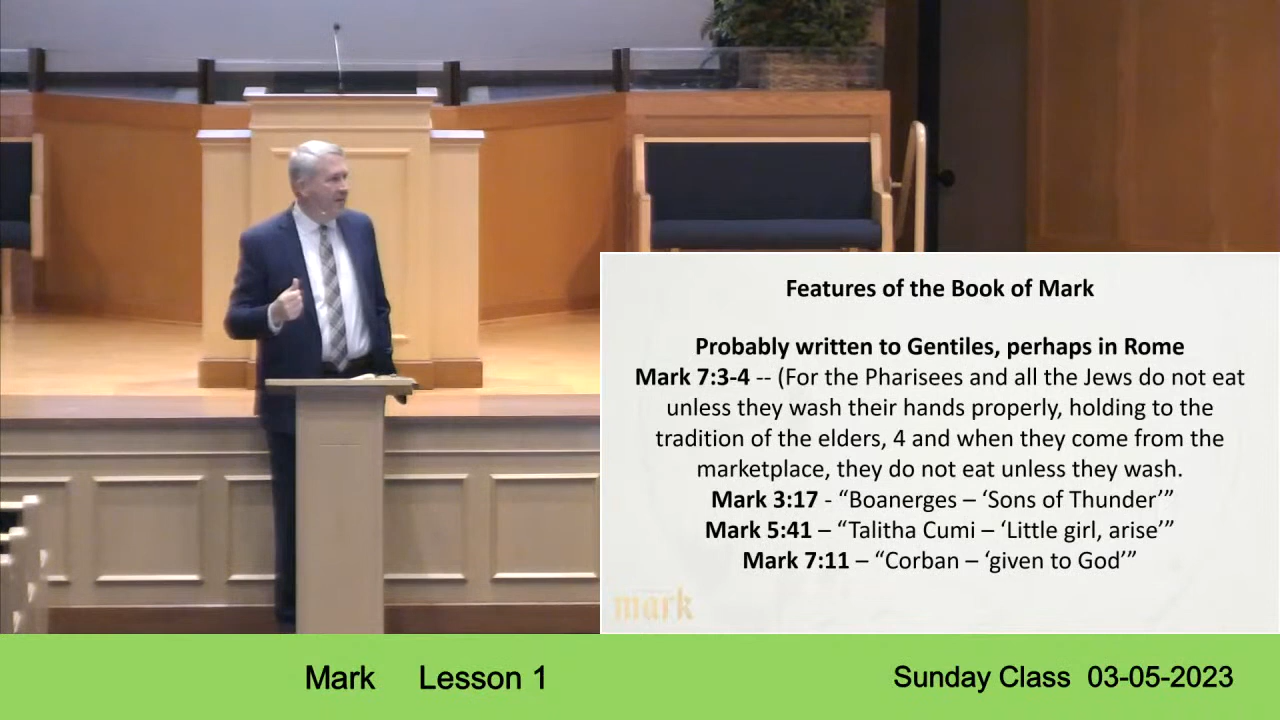 Features of the Book of Mark
Probably written to Gentiles, perhaps in Rome
Mark 7:3-4 -- (For the Pharisees and all the Jews do not eat
unless they wash their hands properly, holding to the
tradition of the elders, 4 and when they come from the
marketplace, they do not eat unless they wash.
Mark 3:17 - “Boanerges – ‘Sons of Thunder’”
Mark 5:41 – “Talitha Cumi – ‘Little girl, arise’”
Mark 7:11 – “Corban – ‘given to God’”
mark
Mark Lesson 1
Sunday Class 03-05-2023